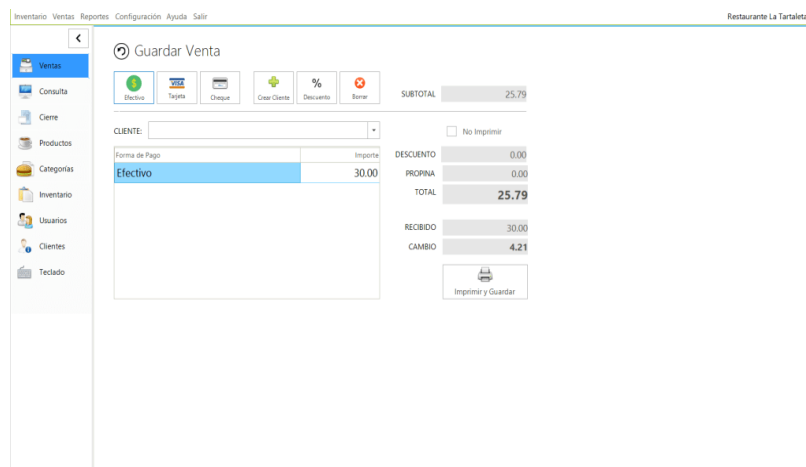 Inventario Ventas Reportes Configuración Ayuda Salir
Restaurante La Tartaleta
Guardar Venta
Ventas
Consulta
Cierre
Productos
Categorías
Inventario
Usuarios
Clientes
Teclado
VISA %
Efectivo Tarjeta Cheque Crear Cliente Descuento Borrar
SUBTOTAL 25.79
CLIENTE:
No Imprimir
Forma de Pago Importe
Efectivo 30.00
DESCUENTO 0.00
PROPINA 0.00
TOTAL 25.79
RECIBIDO 30.00
CAMBIO 4.21
Imprimir y Guardar